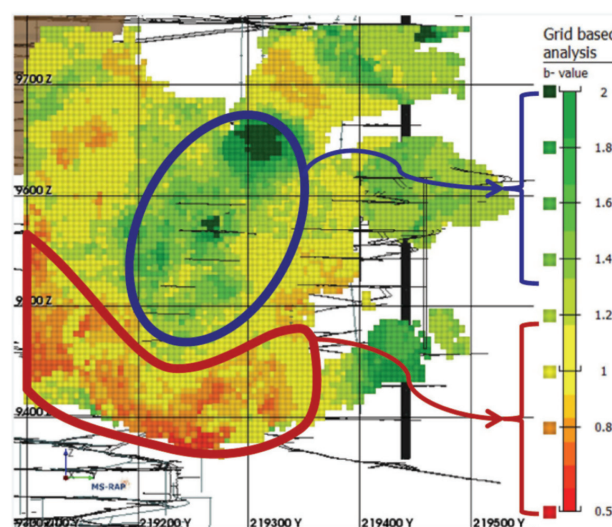 Grid based
analysis
b- value
2
1.8
1.6
1.4
1.2
1
0.8
0.5
9700 Z
9600 Z
9400 Z
MS-RAP
219200 Y
219300 Y
219400 Y
219500 Y